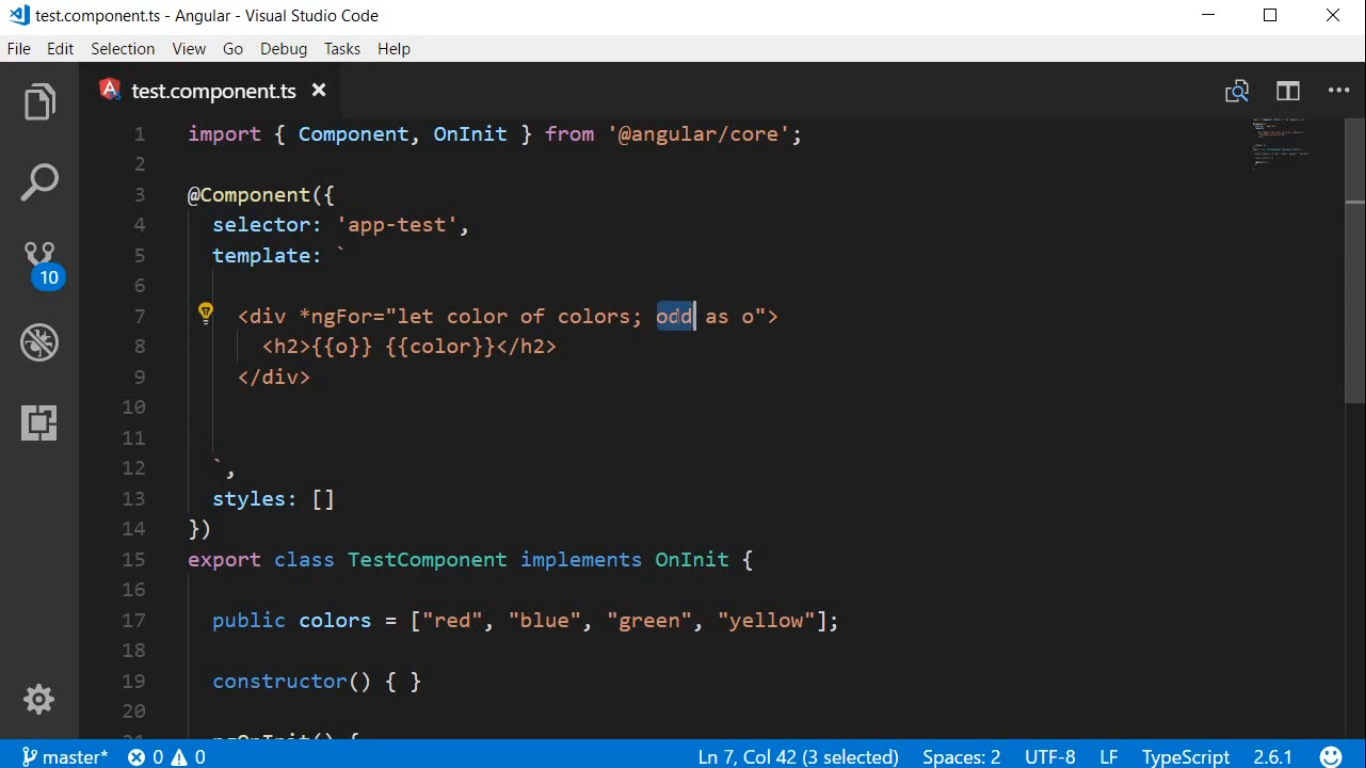 test.component.ts - Angular - Visual Studio Code
File Edit Selection View Go Debug Tasks Help
test.component.ts
1 import { Component, OnInit } from '@angular/core';
2
3 @Component({
4 selector: 'app-test',
5 template: `
6
7 <div *ngFor="let color of colors; odd as o">
8 <h2>{{o}} {{color}}</h2>
9 </div>
10
11
12 `,
13 styles: []
14 })
15 export class TestComponent implements OnInit {
16
17 public colors = ["red", "blue", "green", "yellow"];
18
19 constructor() { }
20
21 ngOnInit() {
10
master* 0 0 Ln 7, Col 42 (3 selected) Spaces: 2 UTF-8 LF TypeScript 2.6.1